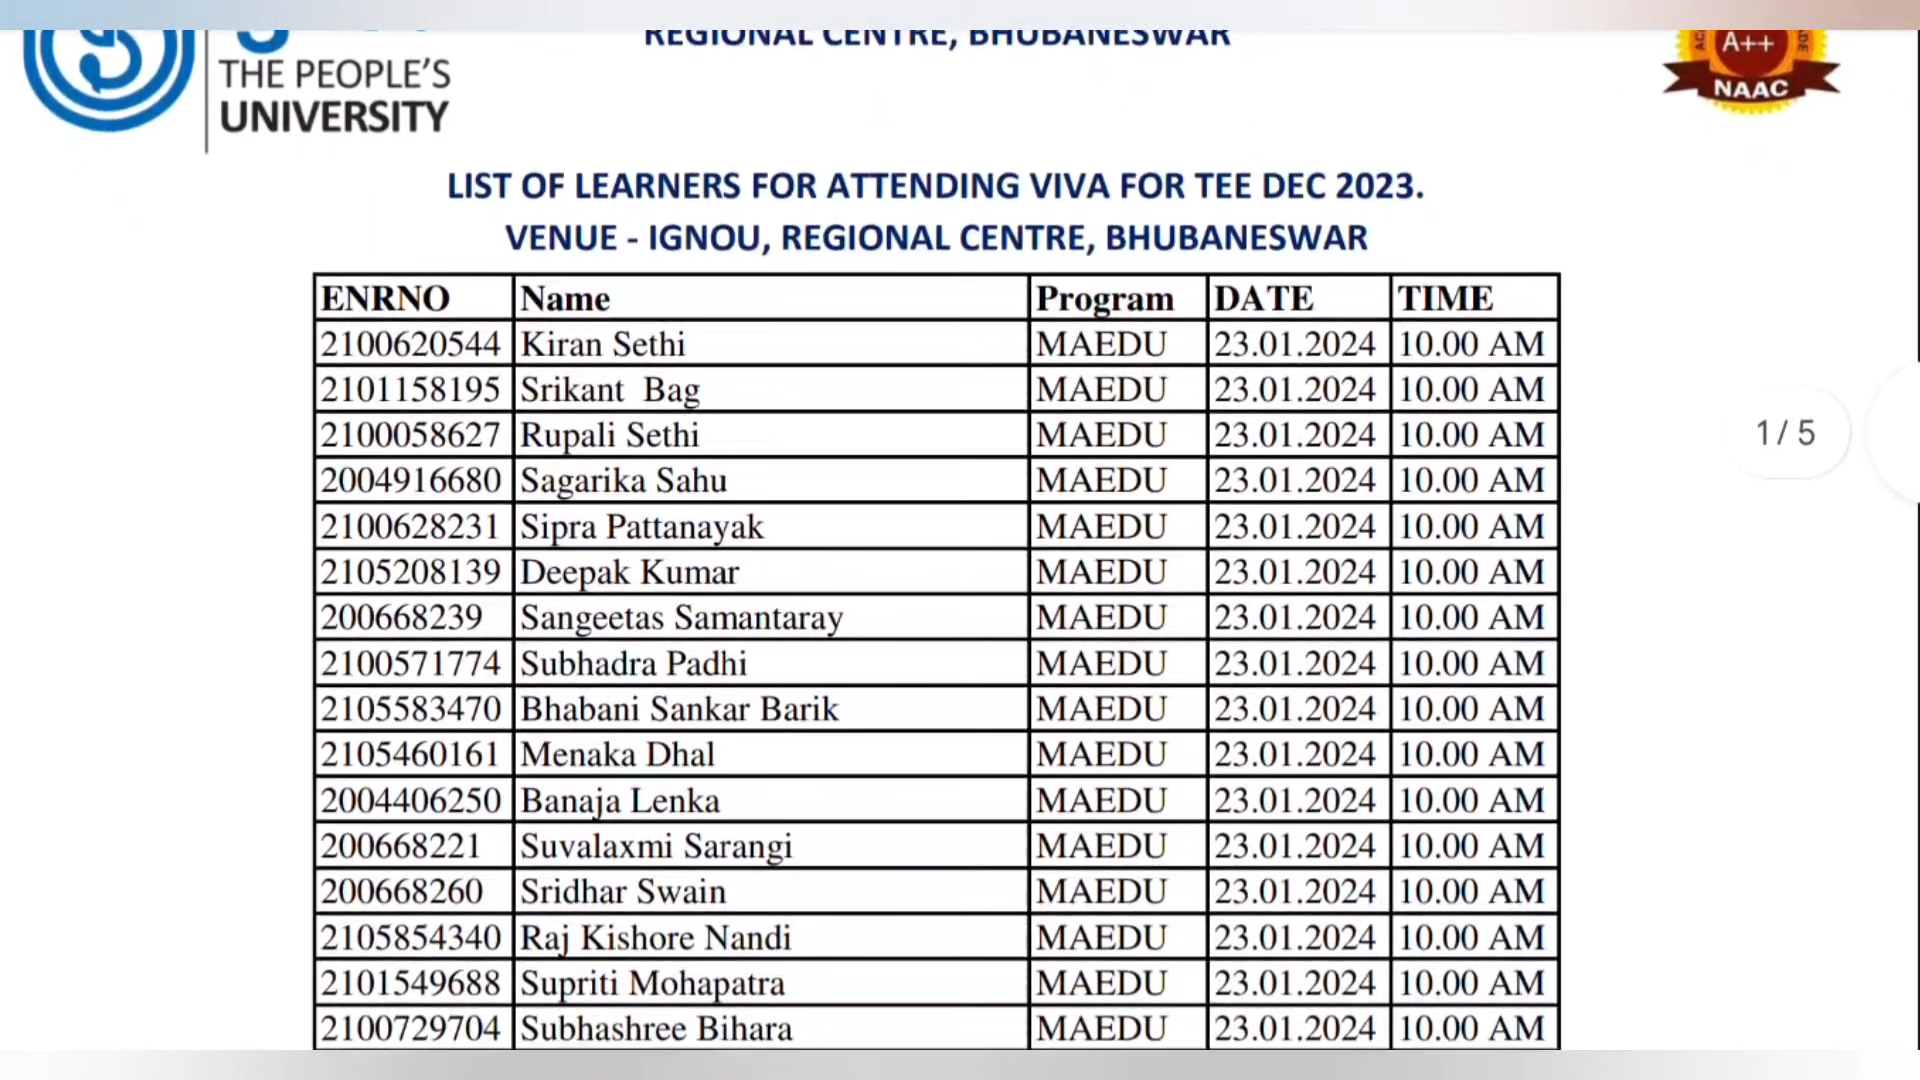 REGIONAL CENTRE, BHUBANESWAR
THE PEOPLE'S
UNIVERSITY
A++
NAAC
LIST OF LEARNERS FOR ATTENDING VIVA FOR TEE DEC 2023.
VENUE - IGNOU, REGIONAL CENTRE, BHUBANESWAR
ENRNO Name Program DATE TIME
2100620544 Kiran Sethi MAEDU 23.01.2024 10.00 AM
2101158195 Srikant Bag MAEDU 23.01.2024 10.00 AM
2100058627 Rupali Sethi MAEDU 23.01.2024 10.00 AM
2004916680 Sagarika Sahu MAEDU 23.01.2024 10.00 AM
2100628231 Sipra Pattanayak MAEDU 23.01.2024 10.00 AM
2105208139 Deepak Kumar MAEDU 23.01.2024 10.00 AM
200668239 Sangeetas Samantaray MAEDU 23.01.2024 10.00 AM
2100571774 Subhadra Padhi MAEDU 23.01.2024 10.00 AM
2105583470 Bhabani Sankar Barik MAEDU 23.01.2024 10.00 AM
2105460161 Menaka Dhal MAEDU 23.01.2024 10.00 AM
2004406250 Banaja Lenka MAEDU 23.01.2024 10.00 AM
200668221 Suvalaxmi Sarangi MAEDU 23.01.2024 10.00 AM
200668260 Sridhar Swain MAEDU 23.01.2024 10.00 AM
2105854340 Raj Kishore Nandi MAEDU 23.01.2024 10.00 AM
2101549688 Supriti Mohapatra MAEDU 23.01.2024 10.00 AM
2100729704 Subhashree Bihara MAEDU 23.01.2024 10.00 AM
1/5